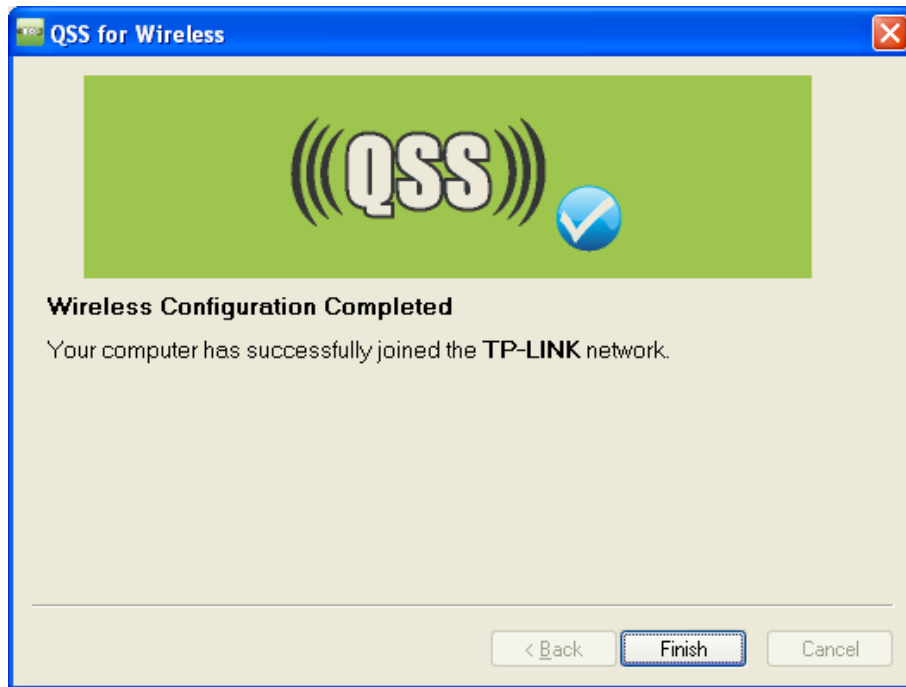 QSS for Wireless
(((QSS)))
Wireless Configuration Completed
Your computer has successfully joined the TP-LINK network.
< Back Finish Cancel